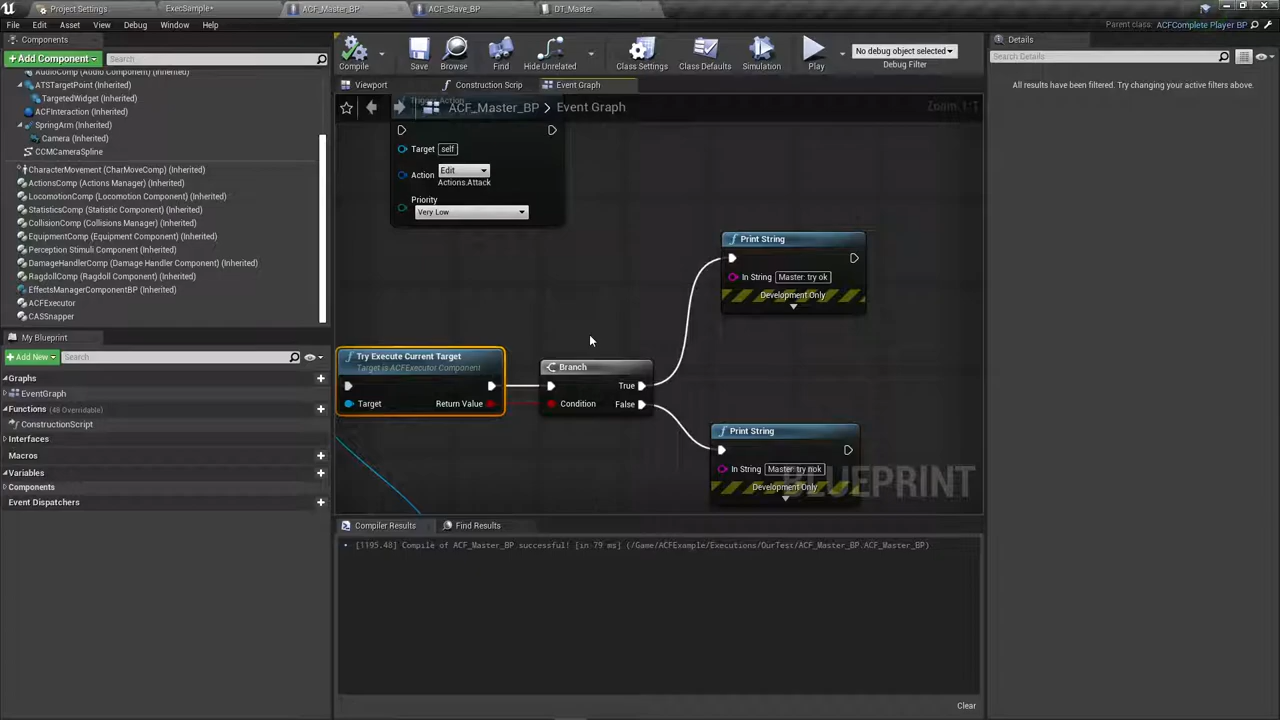 Project Settings
ExecSample*
ACF_Master_BP
ACF_Slave_BP
DT_Master
File Edit Asset View Debug Window Help
Parent class: ACFComplete Player BP
Components
+ Add Component
Search
AudioComp (Audio Component) (Inherited)
ATSTargetPoint (Inherited)
TargetedWidget (Inherited)
ACFInteraction (Inherited)
SpringArm (Inherited)
Camera (Inherited)
CCMCameraSpline
CharacterMovement (CharMoveComp) (Inherited)
ActionsComp (Actions Manager) (Inherited)
LocomotionComp (Locomotion Component) (Inherited)
StatisticsComp (Statistic Component) (Inherited)
CollisionComp (Collisions Manager) (Inherited)
EquipmentComp (Equipment Component) (Inherited)
Perception Stimuli Component (Inherited)
DamageHandlerComp (Damage Handler Component) (Inherited)
RagdollComp (Ragdoll Component) (Inherited)
EffectsManagerComponentBP (Inherited)
ACFExecutor
CASSnapper
My Blueprint
+ Add New
Search
Graphs
EventGraph
Functions (48 Overridable)
ConstructionScript
Interfaces
Macros
Variables
Components
Event Dispatchers
Compile
Save
Browse
Find
Hide Unrelated
Class Settings
Class Defaults
Simulation
Play
No debug object selected
Debug Filter
Viewport
Construction Scrip
Event Graph
ACF_Master_BP > Event Graph
Zoom 1:1
Trigger Action
Target self
Action Edit
Actions.Attack
Priority
Very Low
Print String
In String Master: try ok
Development Only
Try Execute Current Target
Target is ACFExecutor Component
Target Return Value
Branch
True
Condition False
Print String
In String Master: try nok
Development Only
BLUEPRINT
Compiler Results
Find Results
[1195.48] Compile of ACF_Master_BP successful! [in 79 ms] (/Game/ACFExample/Executions/OurTest/ACF_Master_BP.ACF_Master_BP)
Clear
Details
Search Details
All results have been filtered. Try changing your active filters above.